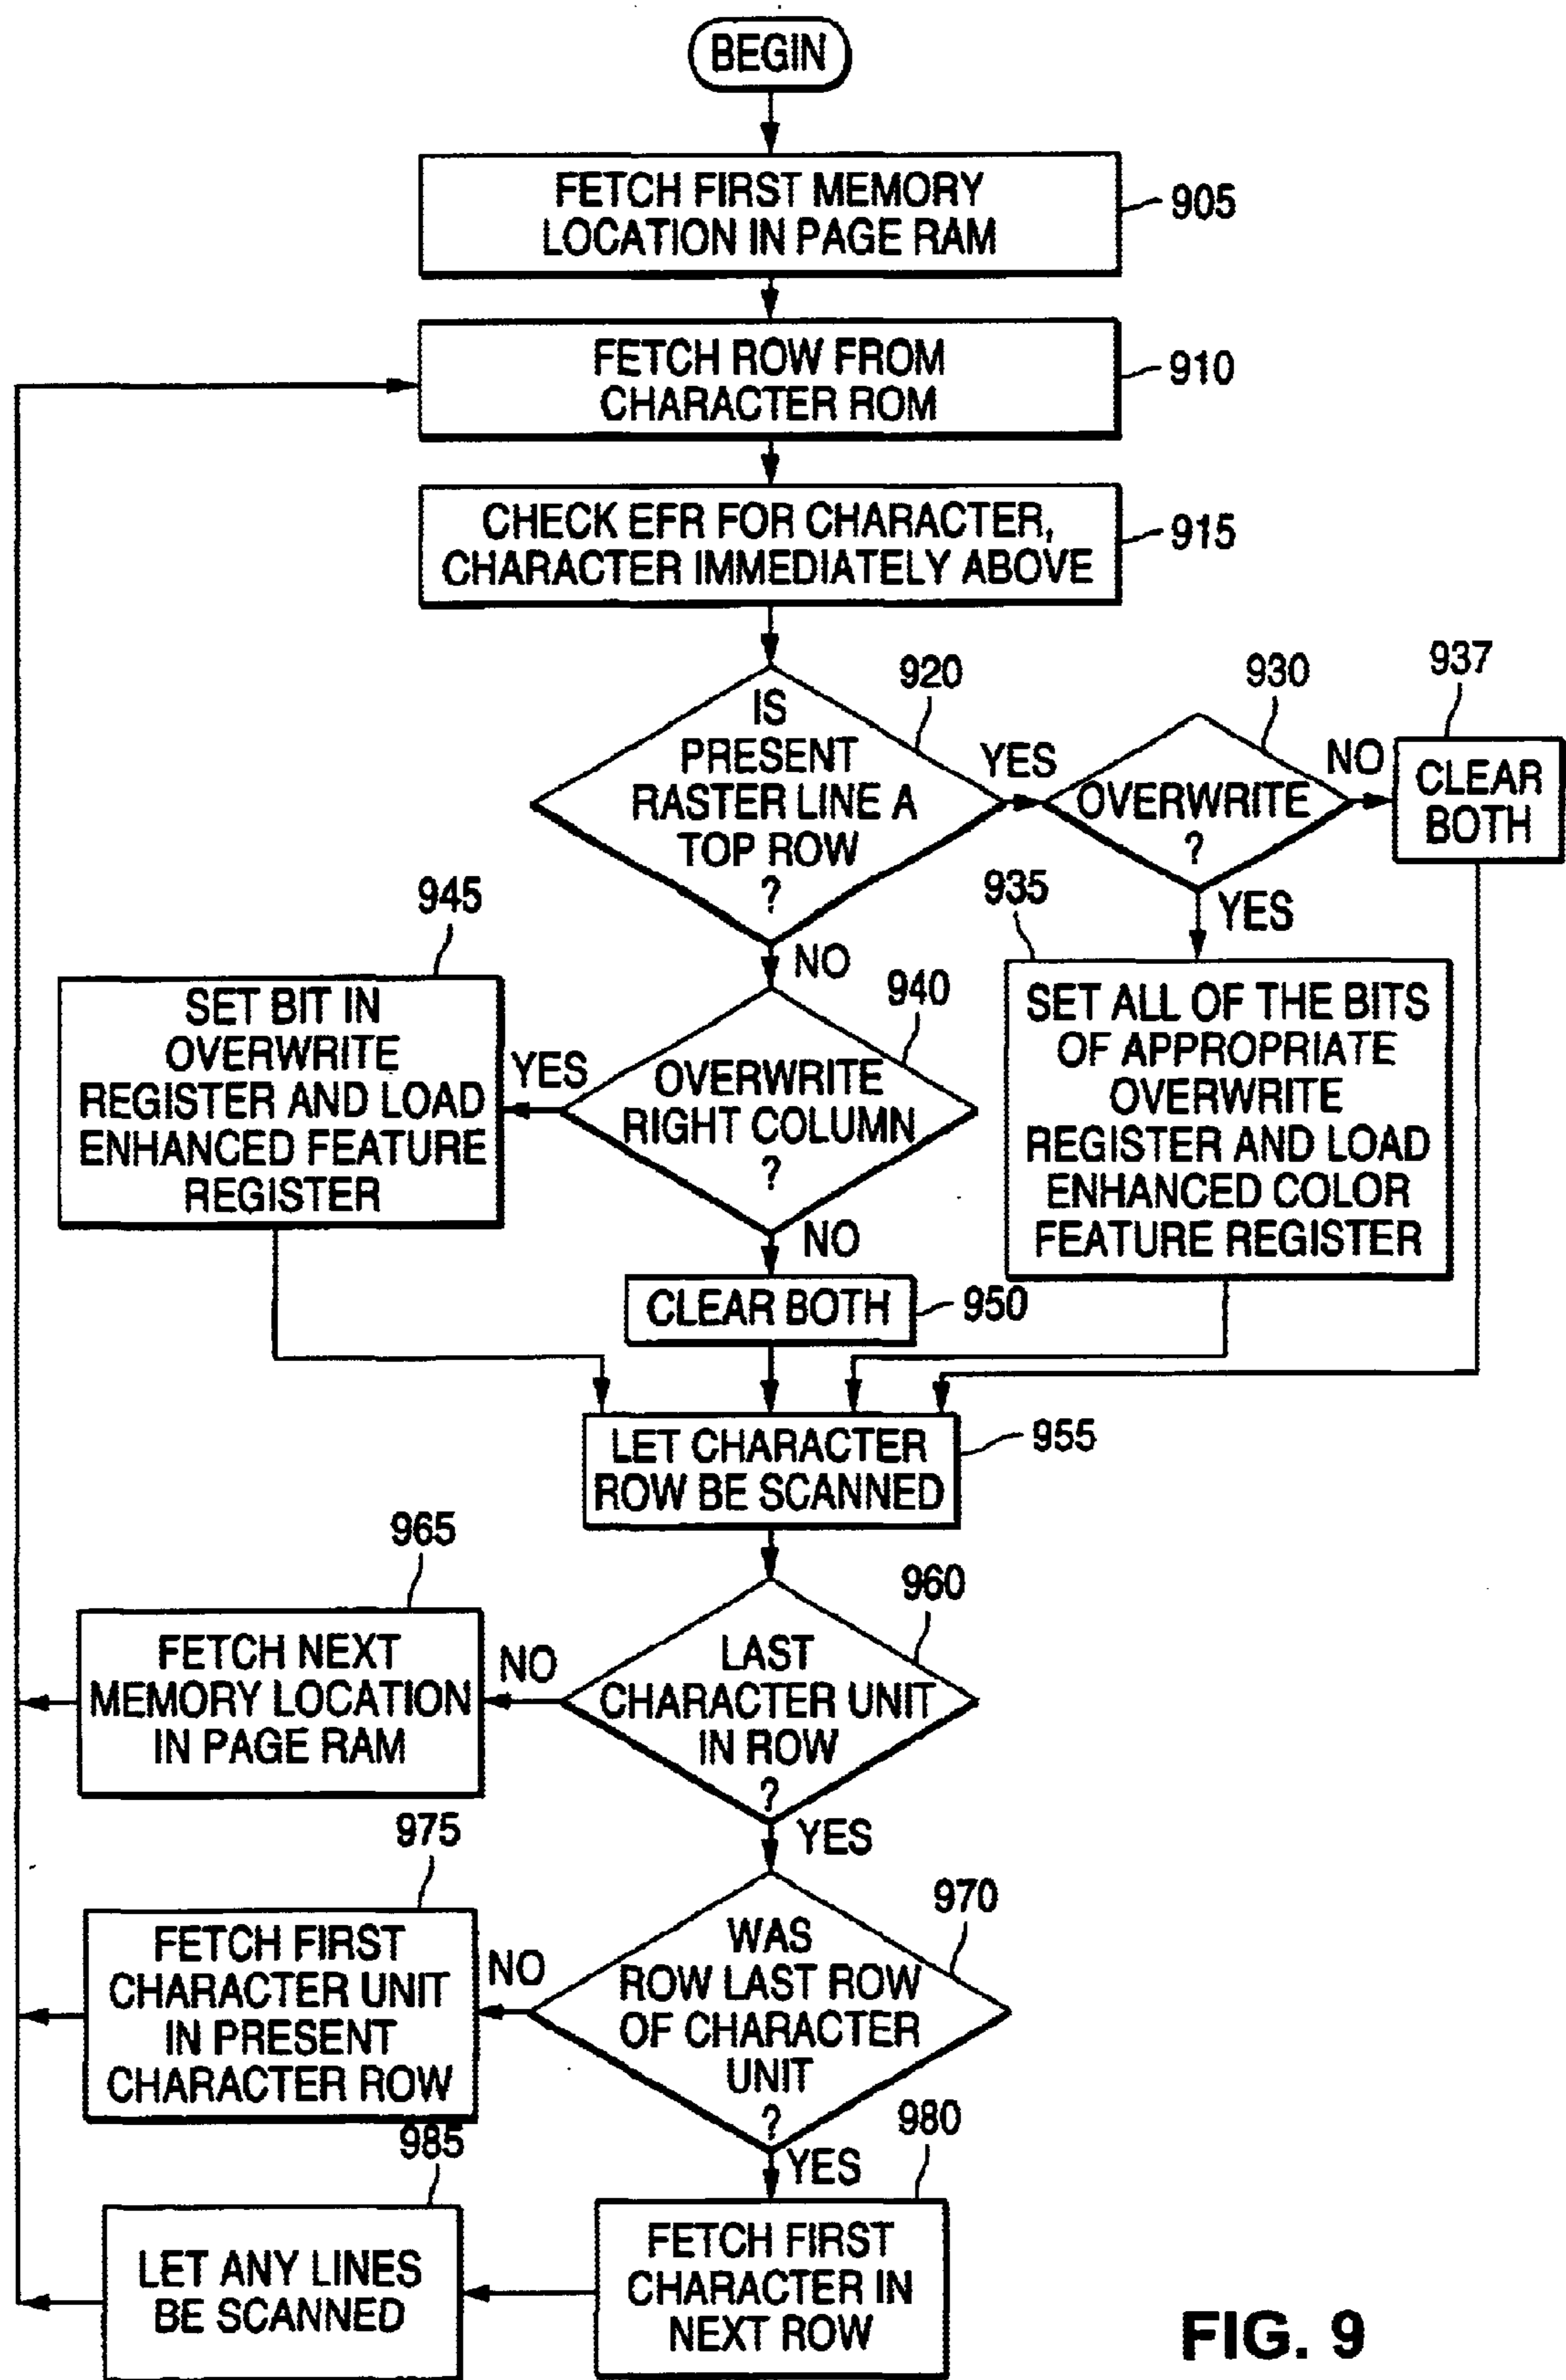 BEGIN
FETCH FIRST MEMORY
LOCATION IN PAGE RAM
905
FETCH ROW FROM
CHARACTER ROM
910
CHECK EFR FOR CHARACTER,
CHARACTER IMMEDIATELY ABOVE
915
IS
PRESENT
RASTER LINE A
TOP ROW
?
920
YES
OVERWRITE
?
930
NO
CLEAR
BOTH
937
YES
935
SET ALL OF THE BITS
OF APPROPRIATE
OVERWRITE
REGISTER AND LOAD
ENHANCED COLOR
FEATURE REGISTER
NO
940
OVERWRITE
RIGHT COLUMN
?
YES
945
SET BIT IN
OVERWRITE
REGISTER AND LOAD
ENHANCED FEATURE
REGISTER
NO
CLEAR BOTH
950
LET CHARACTER
ROW BE SCANNED
955
LAST
CHARACTER UNIT
IN ROW
?
960
NO
965
FETCH NEXT
MEMORY LOCATION
IN PAGE RAM
YES
WAS
ROW LAST ROW
OF CHARACTER
UNIT
?
970
NO
975
FETCH FIRST
CHARACTER UNIT
IN PRESENT
CHARACTER ROW
YES
980
FETCH FIRST
CHARACTER IN
NEXT ROW
985
LET ANY LINES
BE SCANNED
FIG. 9